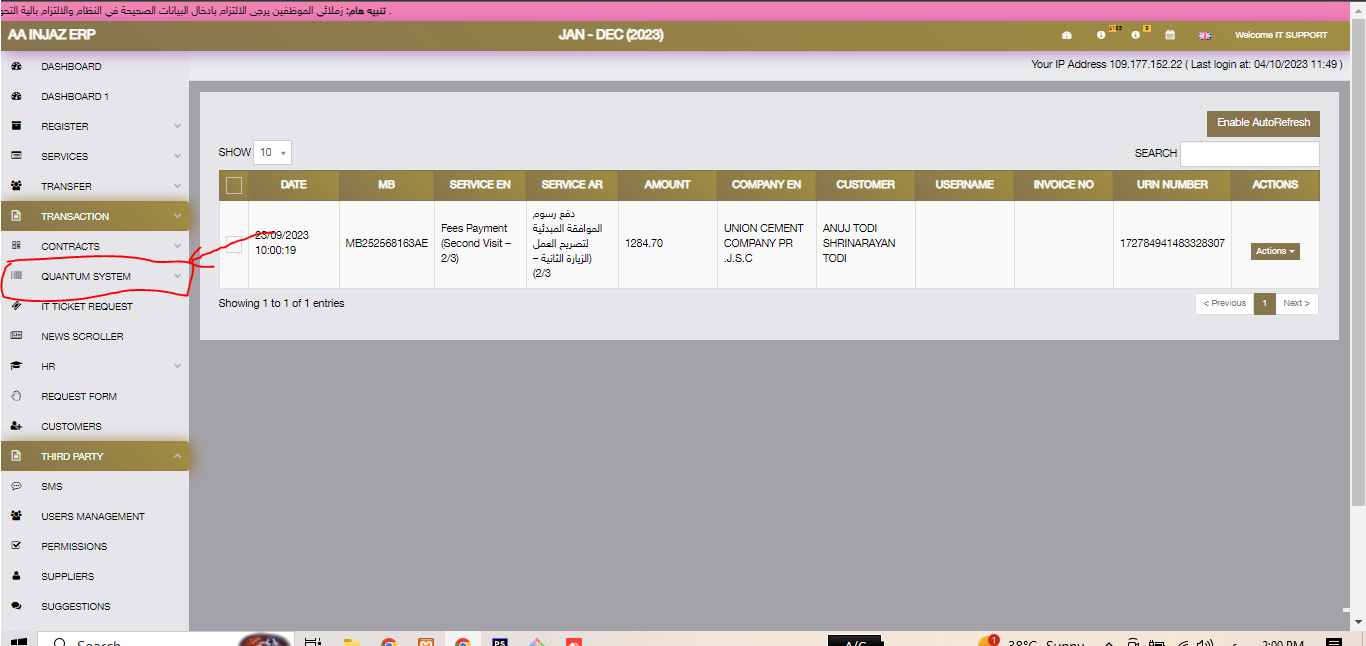 . تنبيه هام: زملائي الموظفين يرجى الالتزام بادخال البيانات الصحيحة في النظام والالتزام بالية التحو
AA INJAZ ERP
JAN - DEC (2023)
Welcome IT SUPPORT
Your IP Address 109.177.152.22 ( Last login at: 04/10/2023 11:49 )
DASHBOARD
DASHBOARD 1
REGISTER
SERVICES
TRANSFER
TRANSACTION
CONTRACTS
QUANTUM SYSTEM
IT TICKET REQUEST
NEWS SCROLLER
HR
REQUEST FORM
CUSTOMERS
THIRD PARTY
SMS
USERS MANAGEMENT
PERMISSIONS
SUPPLIERS
SUGGESTIONS
Enable AutoRefresh
SHOW 10
SEARCH
DATE MB SERVICE EN SERVICE AR AMOUNT COMPANY EN CUSTOMER USERNAME INVOICE NO URN NUMBER ACTIONS
23/09/2023
10:00:19
MB252568163AE
Fees Payment
(Second Visit –
2/3)
دفع رسوم
الموافقة المبدئية
لتصريح العمل
(الزيارة الثانية –
2/3)
1284.70
UNION CEMENT
COMPANY PR
.J.S.C
ANUJ TODI
SHRINARAYAN
TODI
172784941483328307
Actions
Showing 1 to 1 of 1 entries
< Previous 1 Next >
Search
PS
A/C
1
38°C Sunny
2:00 PM